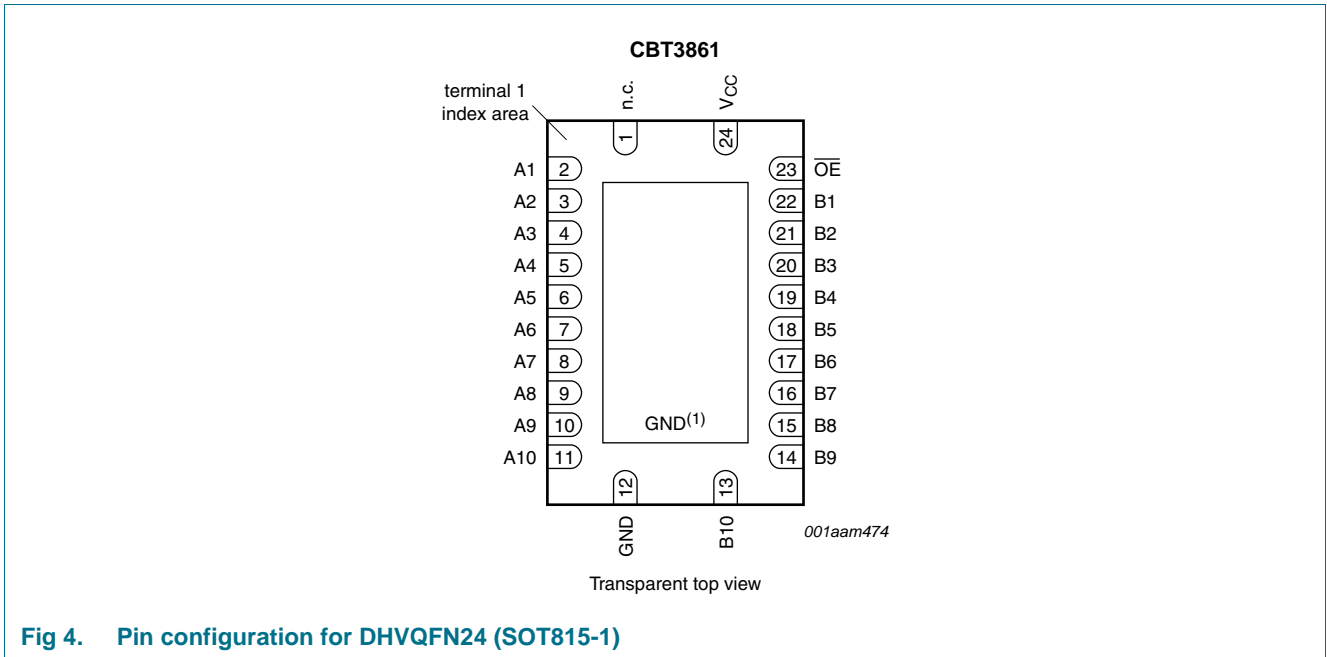 CBT3861
terminal 1
index area
n.c.
VCC
1
24
A1 2 23 OE
A2 3 22 B1
A3 4 21 B2
A4 5 20 B3
A5 6 19 B4
A6 7 18 B5
A7 8 17 B6
A8 9 16 B7
A9 10 GND(1) 15 B8
A10 11 14 B9
12
13
GND
B10
001aam474
Transparent top view
Fig 4. Pin configuration for DHVQFN24 (SOT815-1)